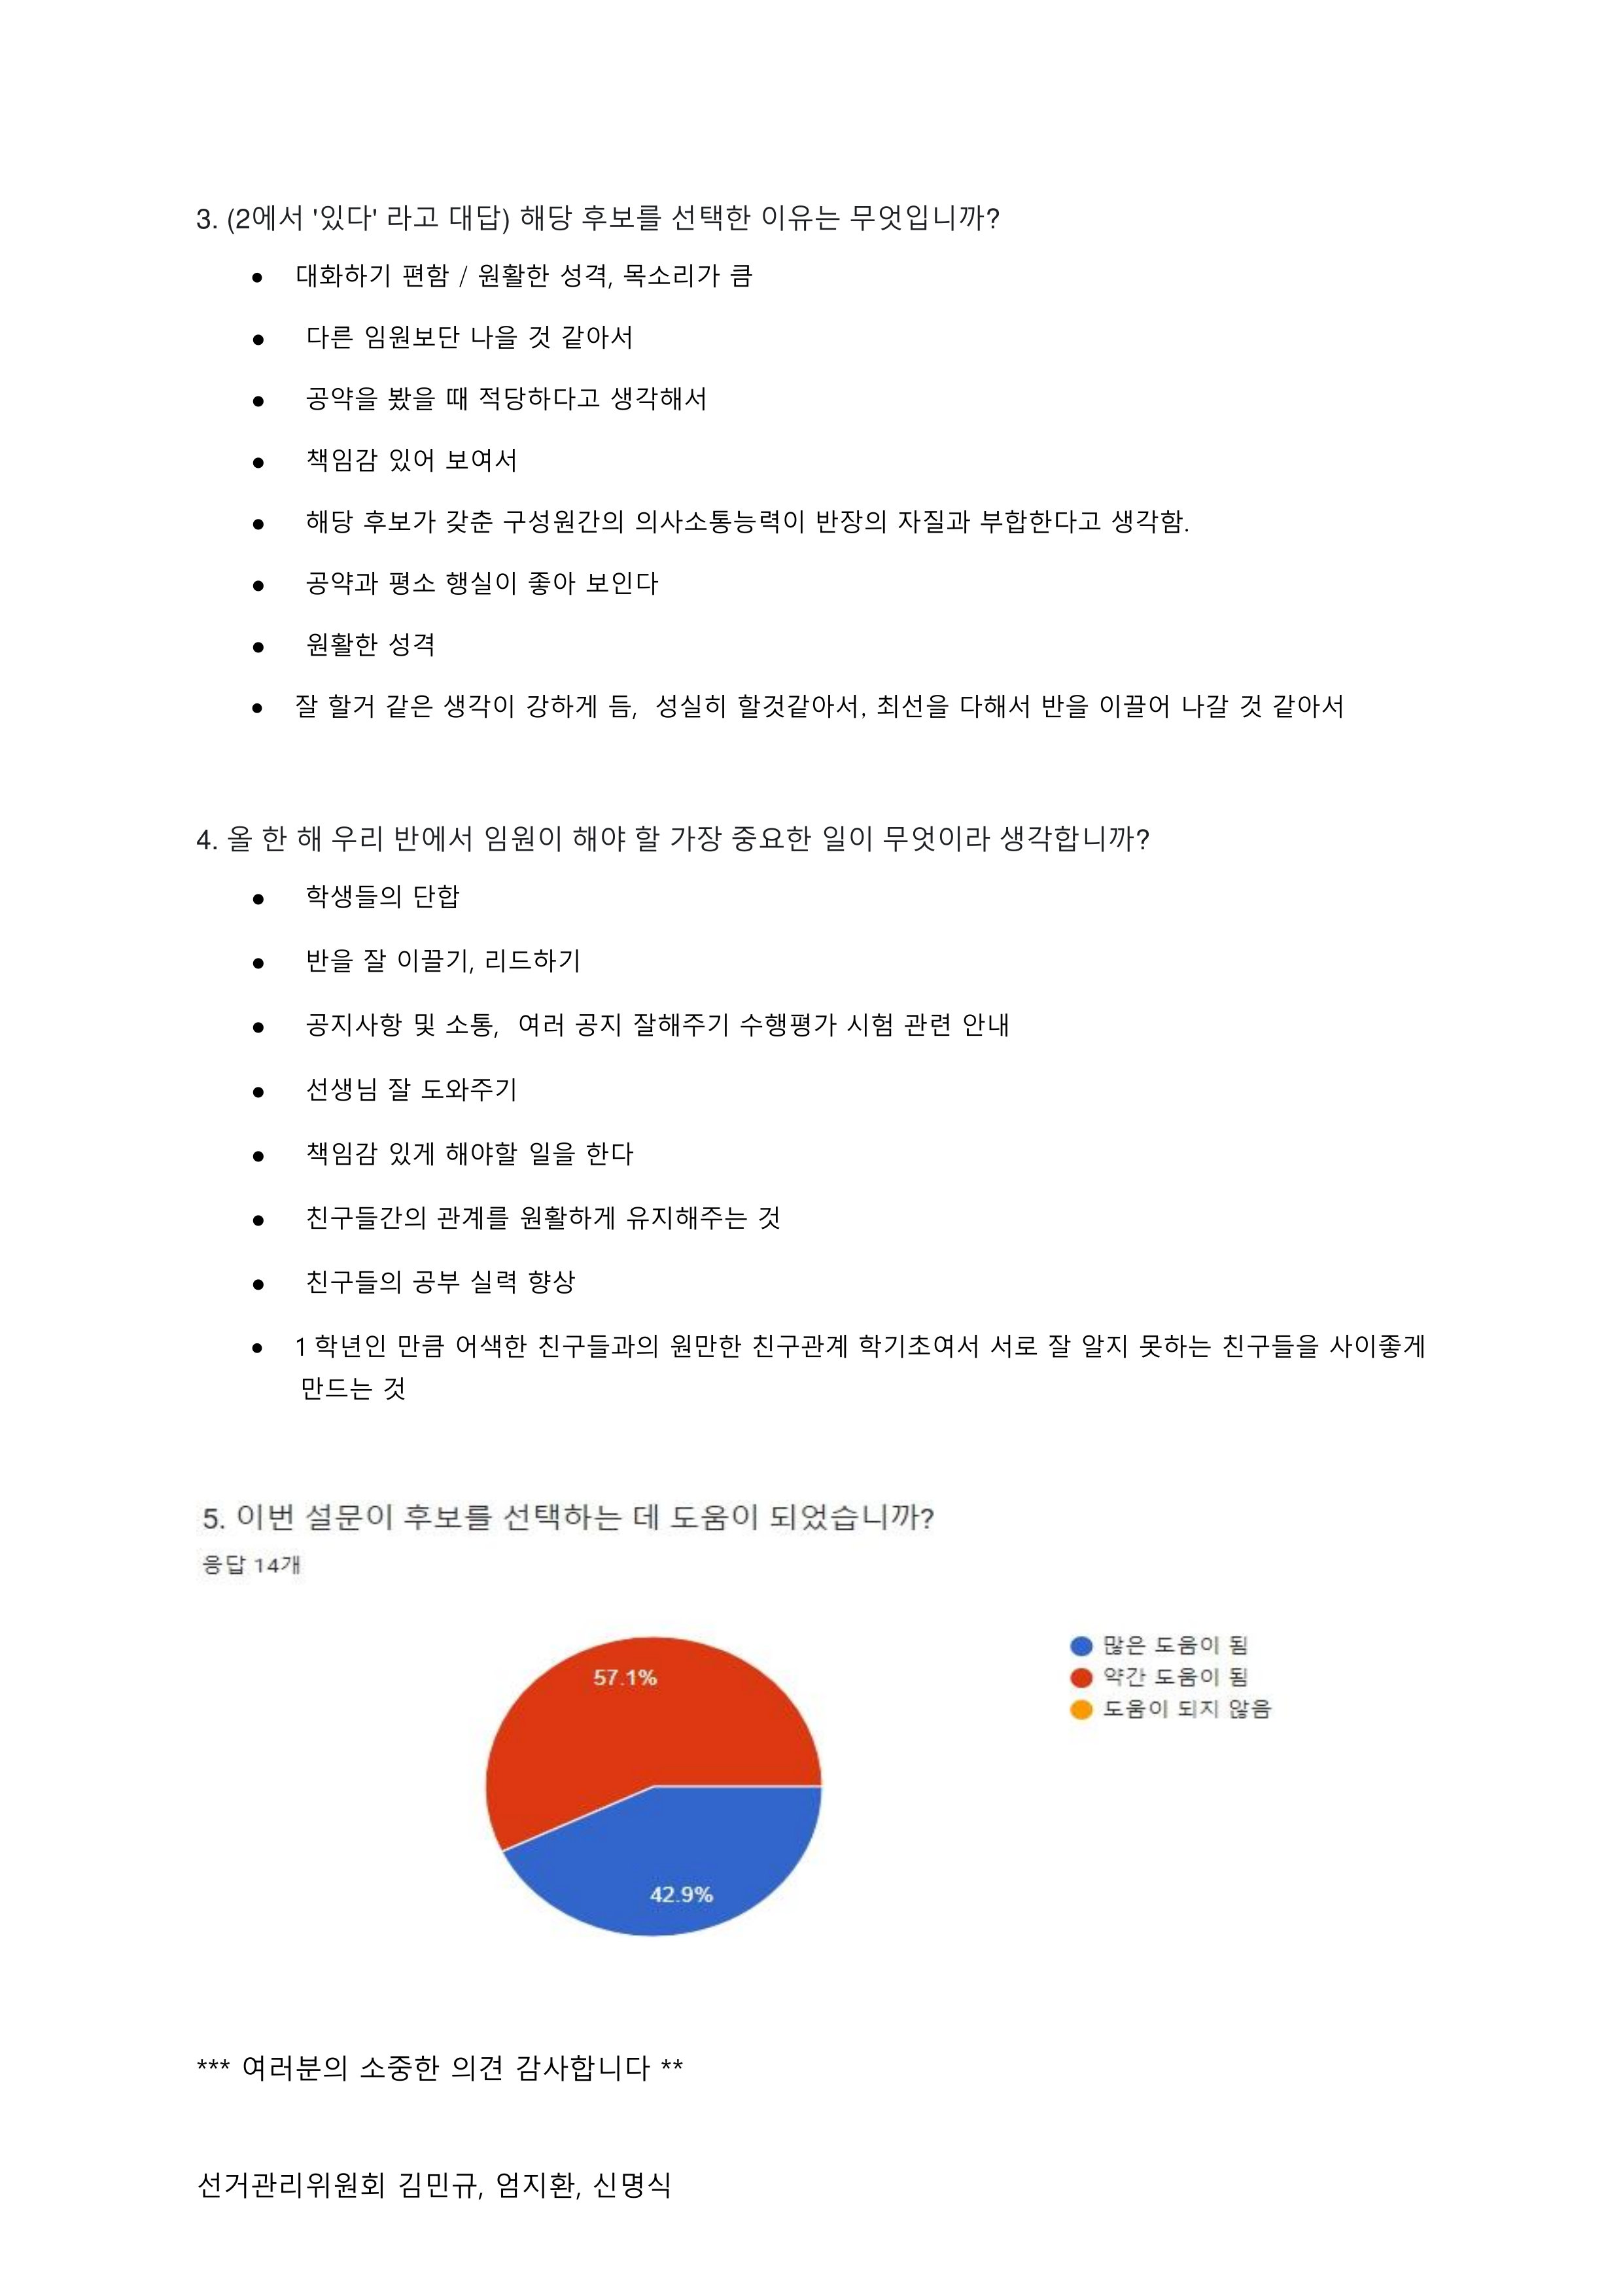 3. (2에서 '있다' 라고 대답) 해당 후보를 선택한 이유는 무엇입니까?
● 대화하기 편함 / 원활한 성격, 목소리가 큼
● 다른 임원보단 나을 것 같아서
● 공약을 봤을 때 적당하다고 생각해서
● 책임감 있어 보여서
● 해당 후보가 갖춘 구성원간의 의사소통능력이 반장의 자질과 부합한다고 생각함.
● 공약과 평소 행실이 좋아 보인다
● 원활한 성격
● 잘 할거 같은 생각이 강하게 듬, 성실히 할것같아서, 최선을 다해서 반을 이끌어 나갈 것 같아서
4. 올 한 해 우리 반에서 임원이 해야 할 가장 중요한 일이 무엇이라 생각합니까?
● 학생들의 단합
● 반을 잘 이끌기, 리드하기
● 공지사항 및 소통, 여러 공지 잘해주기 수행평가 시험 관련 안내
● 선생님 잘 도와주기
● 책임감 있게 해야할 일을 한다
● 친구들간의 관계를 원활하게 유지해주는 것
● 친구들의 공부 실력 향상
● 1 학년인 만큼 어색한 친구들과의 원만한 친구관계 학기초여서 서로 잘 알지 못하는 친구들을 사이좋게
만드는 것
5. 이번 설문이 후보를 선택하는 데 도움이 되었습니까?
응답 14개
많은 도움이 됨
약간 도움이 됨
도움이 되지 않음
57.1%
42.9%
*** 여러분의 소중한 의견 감사합니다 **
선거관리위원회 김민규, 엄지환, 신명식